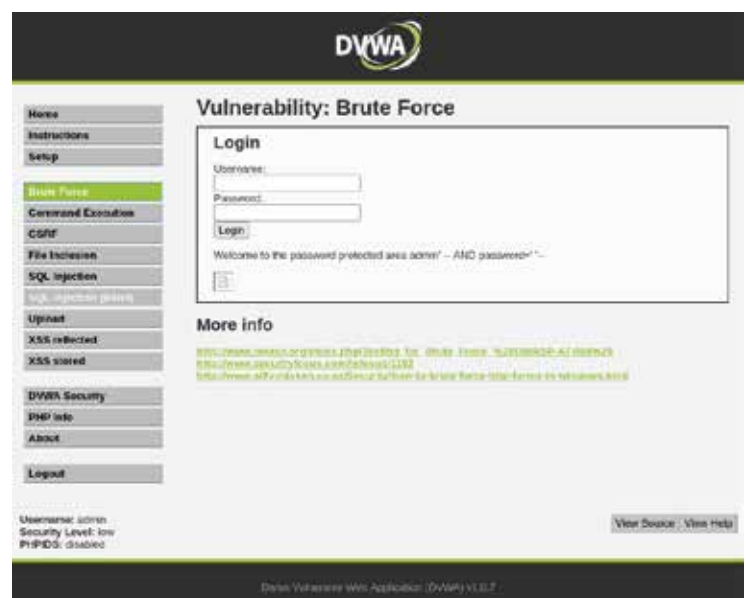 DVWA
Home
Instructions
Setup
Brute Force
Command Execution
CSRF
File Inclusion
SQL Injection
SQL Injection (Blind)
Upload
XSS reflected
XSS stored
DVWA Security
PHP Info
About
Logout
Vulnerability: Brute Force
Login
Username:
Password:
Login
Welcome to the password protected area admin' -- AND password=' '--
More info
Username: admin
Security Level: low
PHPIDS: disabled
View Source
View Help
Damn Vulnerable Web Application (DVWA) v1.0.7